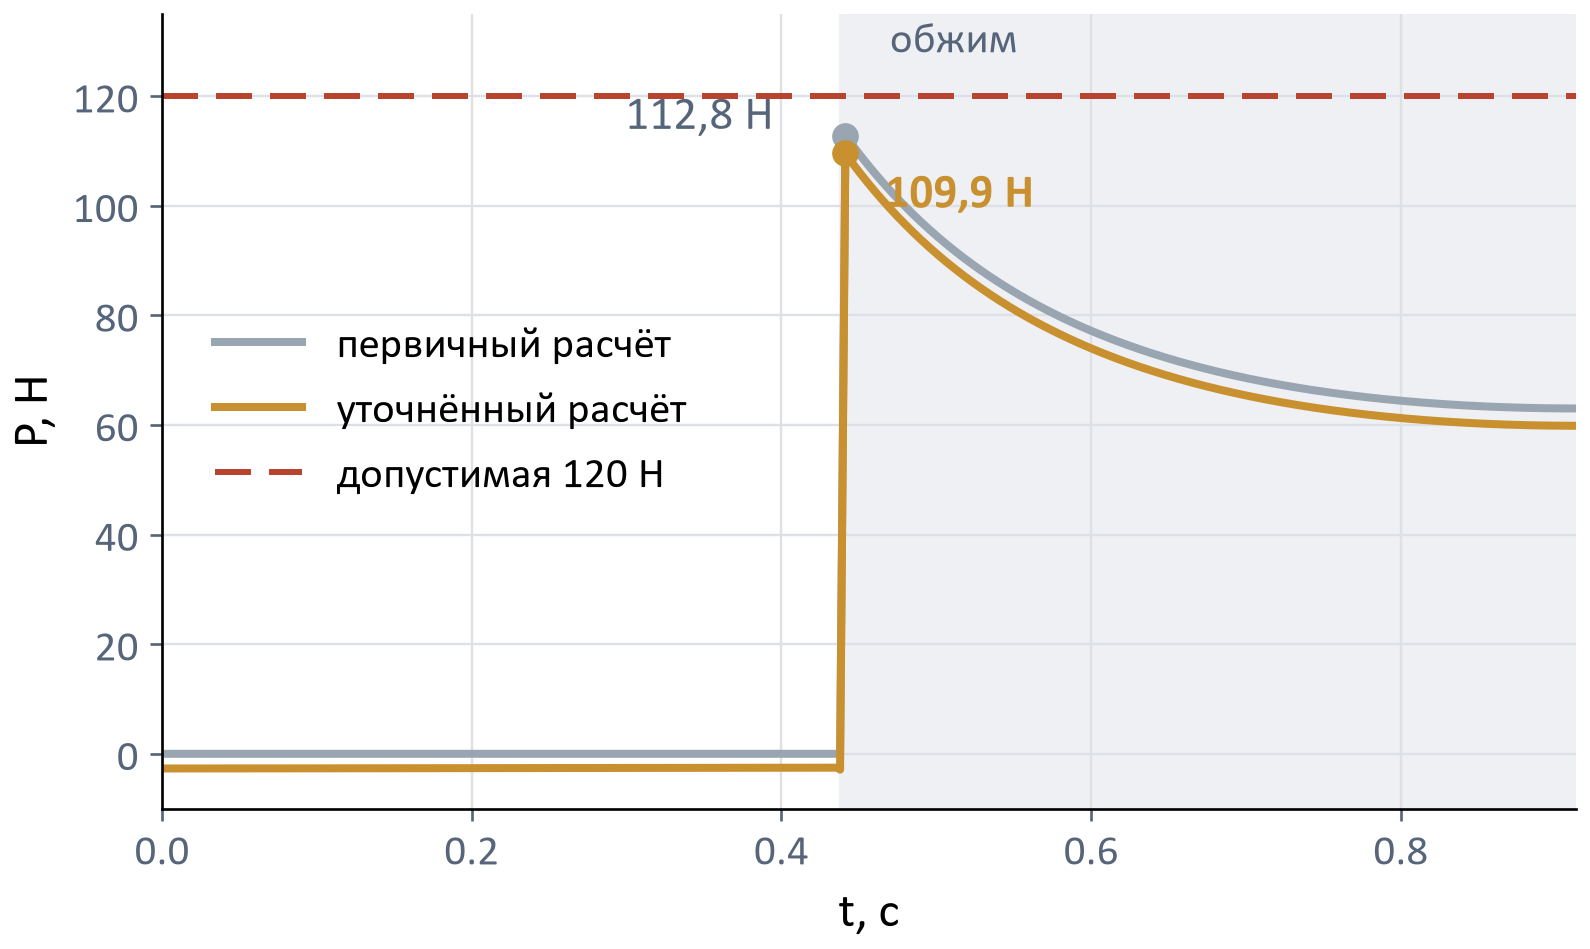 обжим
120
112,8 Н
109,9 Н
100
80
первичный расчёт
уточнённый расчёт
60
допустимая 120 Н
P, Н
40
20
0
0.0
0.2
0.4
0.6
0.8
t, с